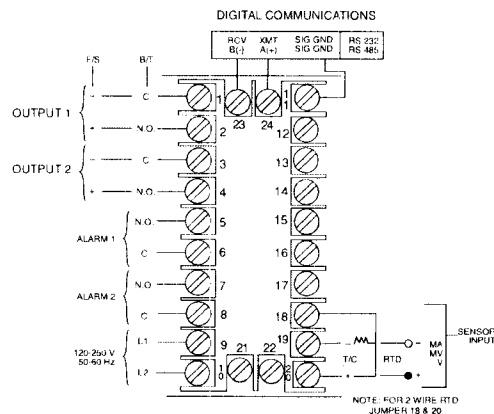 DIGITAL COMMUNICATIONS
RCV XMT SIG GND RS 232
B(-) A(+) SIG GND RS 485
F/S B/T
OUTPUT 1
- C 1
+ N.O. 2
OUTPUT 2
- C 3
+ N.O. 4
ALARM 1
N.O. 5
C 6
ALARM 2
N.O 7
C 8
120-250 V
50-60 Hz
L1 9
L2 10
23 24
21 22
11
12
13
14
15
16
17
18
19
20
- +
T/C RTD
- +
MA
MV
V
SENSOR
INPUT
NOTE: FOR 2 WIRE RTD
JUMPER 18 & 20